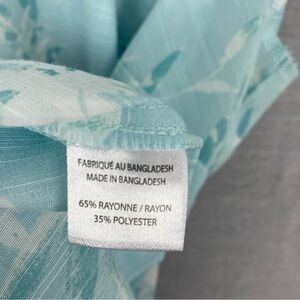 FABRIQUÉ AU BANGLADESH
MADE IN BANGLADESH
65% RAYONNE / RAYON
35% POLYESTER